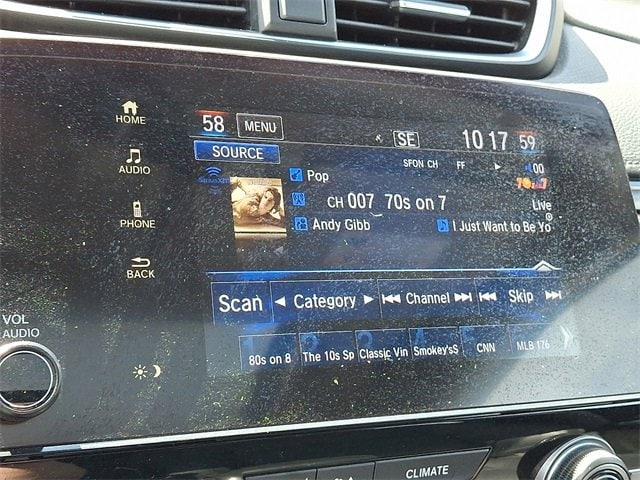 58 MENU SE 10 17 59
SOURCE SFON CH FF
HOME
SiriusXM Pop 00
AUDIO
CH 007 70s on 7 Live
Andy Gibb I Just Want to Be Yo
PHONE
BACK
Scan Category Channel Skip
VOL
AUDIO
80s on 8 The 10s Sp Classic Vin Smokey'sS CNN MLB 176
CLIMATE